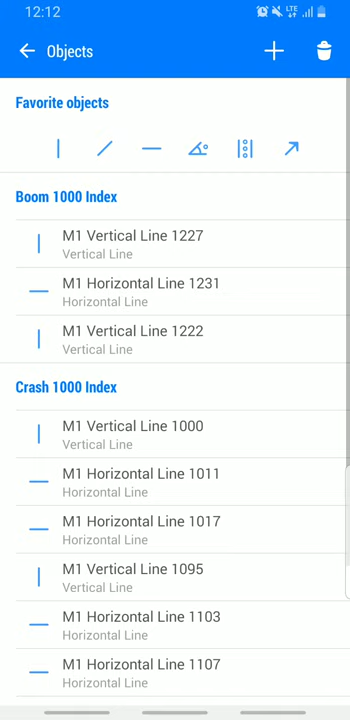 12:12
LTE
Objects
Favorite objects
Boom 1000 Index
M1 Vertical Line 1227
Vertical Line
M1 Horizontal Line 1231
Horizontal Line
M1 Vertical Line 1222
Vertical Line
Crash 1000 Index
M1 Vertical Line 1000
Vertical Line
M1 Horizontal Line 1011
Horizontal Line
M1 Horizontal Line 1017
Horizontal Line
M1 Vertical Line 1095
Vertical Line
M1 Horizontal Line 1103
Horizontal Line
M1 Horizontal Line 1107
Horizontal Line